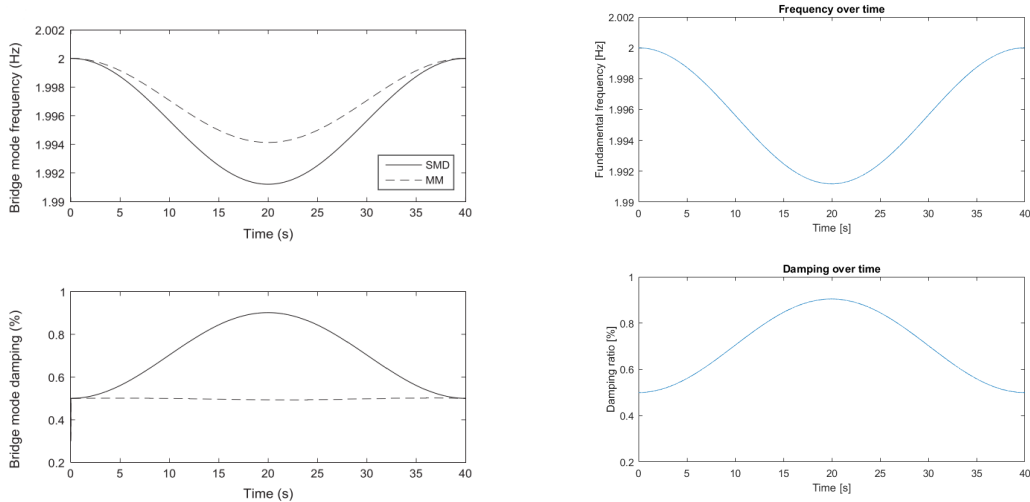 2.002
2
1.998
1.996
1.994
1.992
1.99
Bridge mode frequency (Hz)
SMD
MM
0 5 10 15 20 25 30 35 40
Time (s)
1
0.8
0.6
0.4
0.2
Bridge mode damping (%)
0 5 10 15 20 25 30 35 40
Time (s)
Frequency over time
2.002
2
1.998
1.996
1.994
1.992
1.99
Fundamental frequency [Hz]
0 5 10 15 20 25 30 35 40
Time [s]
Damping over time
1
0.8
0.6
0.4
0.2
Damping ratio [%]
0 5 10 15 20 25 30 35 40
Time [s]